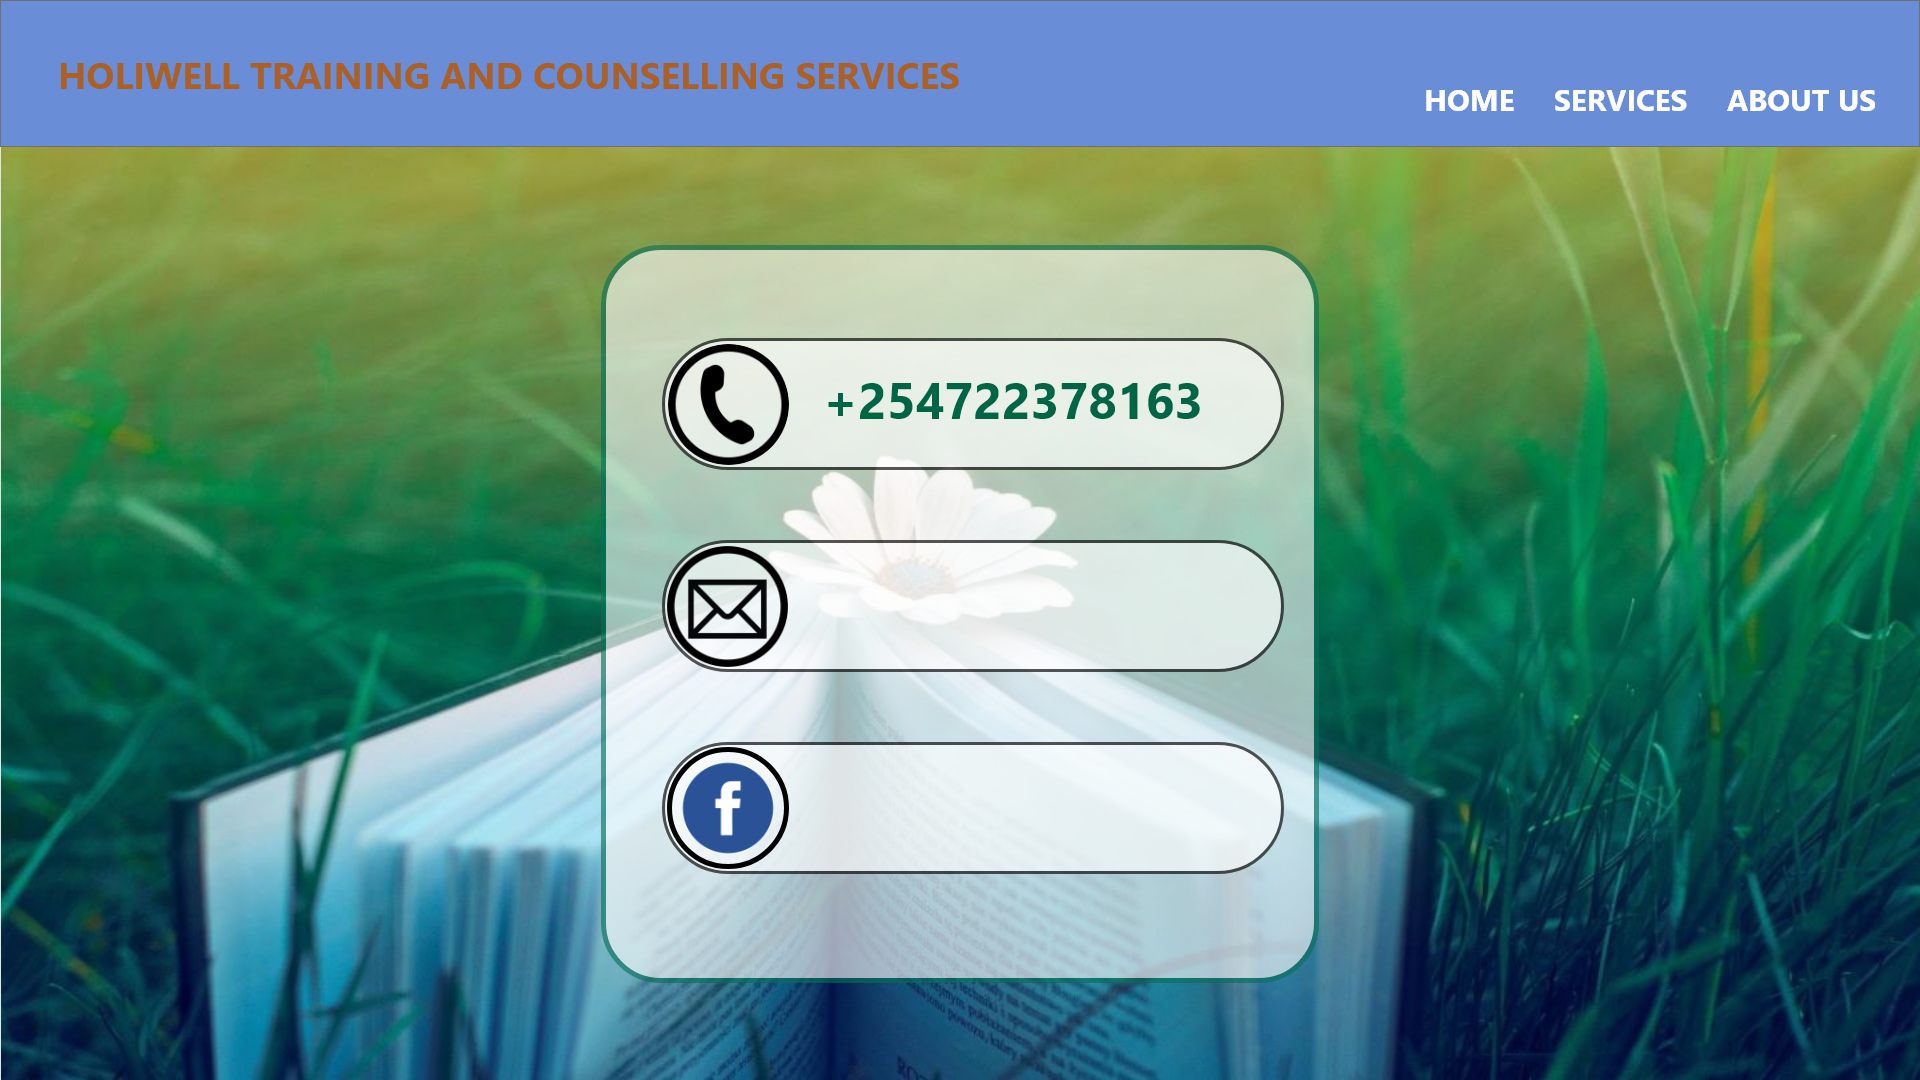 HOLIWELL TRAINING AND COUNSELLING SERVICES
HOME SERVICES ABOUT US
+254722378163
f